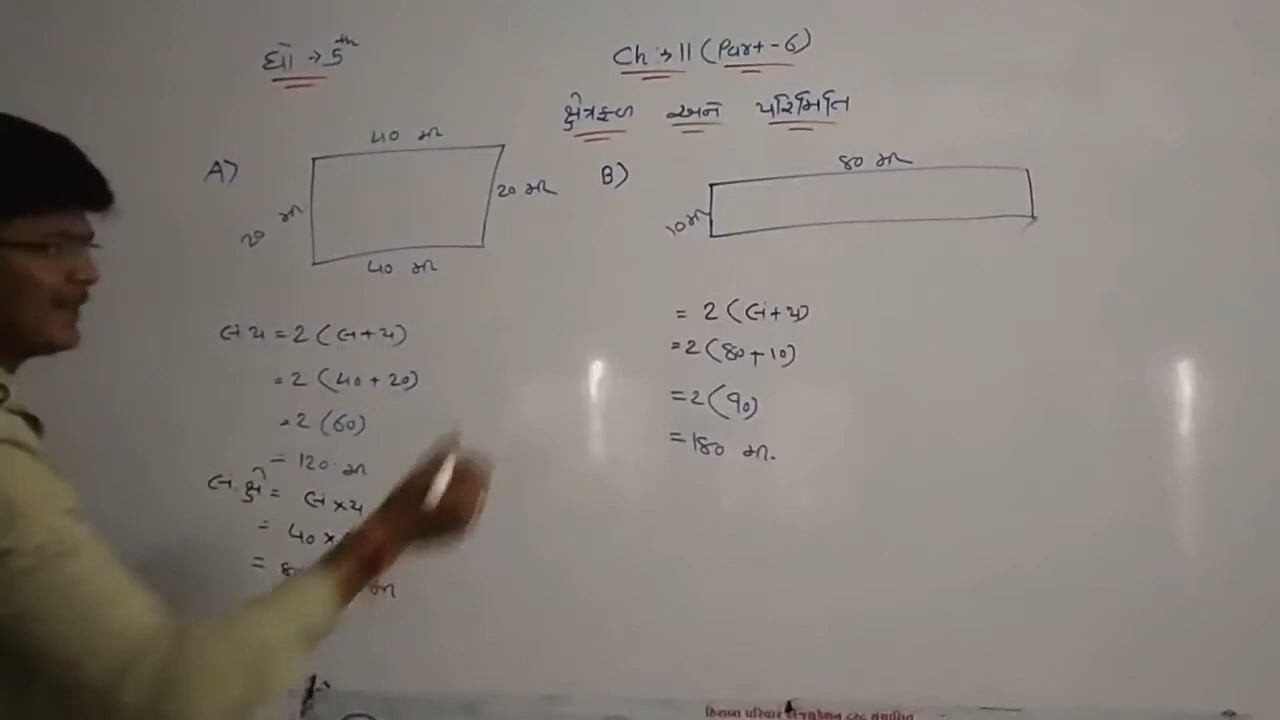 ધો → 5th
Ch → 11 (Part - 6)
ક્ષેત્રફળ અને પરિમિતિ
A)
40 મી
20 મી
20 મી
40 મી
લં.પ = 2 (લં+પ)
= 2 (40 + 20)
= 2 (60)
= 120 મી
લં.ક્ષે = લં × પ
= 40 ×
=
મી
B)
80 મી
10 મી
= 2 (લં+પ)
= 2 (80 + 10)
= 2 (90)
= 180 મી.
હિરાબા પરિવાર